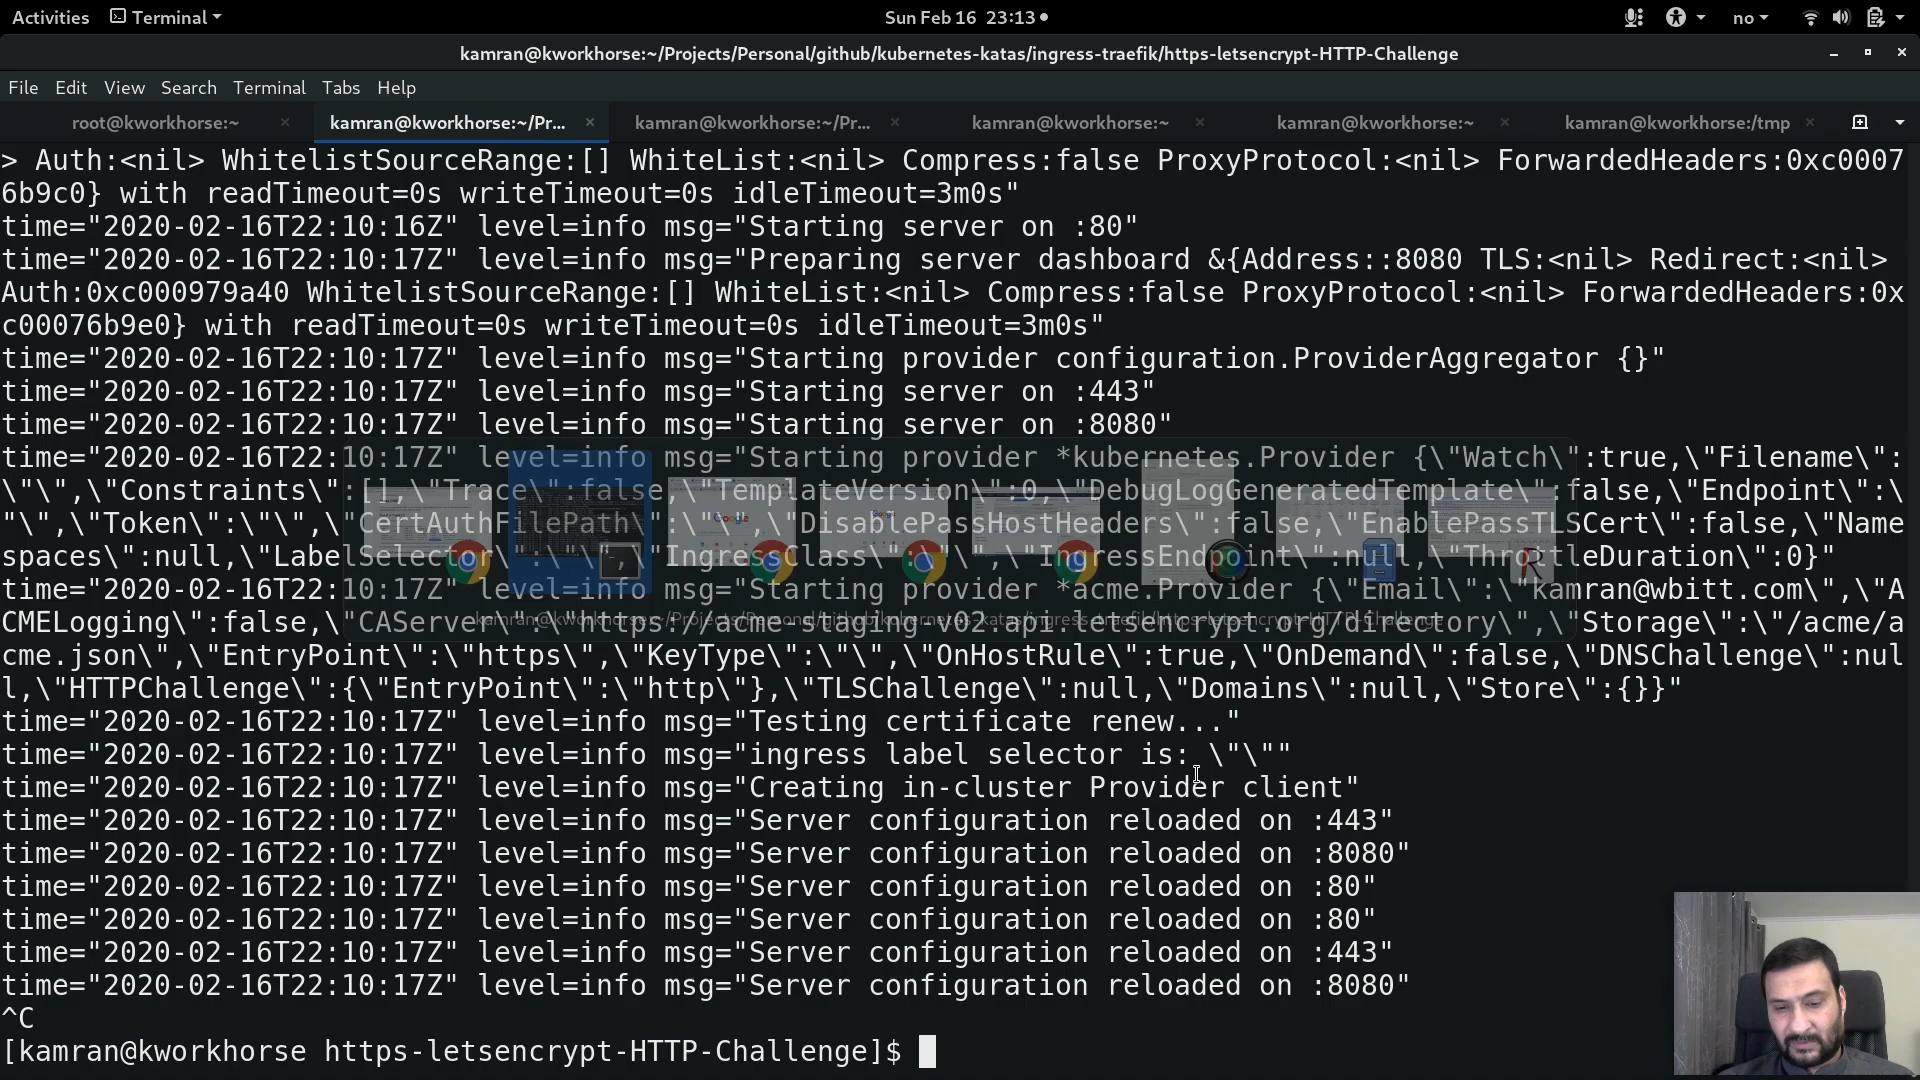 Activities Terminal Sun Feb 16 23:13 no
kamran@kworkhorse:~/Projects/Personal/github/kubernetes-katas/ingress-traefik/https-letsencrypt-HTTP-Challenge
File Edit View Search Terminal Tabs Help
root@kworkhorse:~ × kamran@kworkhorse:~/Pr... × kamran@kworkhorse:~/Pr... × kamran@kworkhorse:~ × kamran@kworkhorse:~ × kamran@kworkhorse:/tmp ×
> Auth:<nil> WhitelistSourceRange:[] WhiteList:<nil> Compress:false ProxyProtocol:<nil> ForwardedHeaders:0xc0007
6b9c0} with readTimeout=0s writeTimeout=0s idleTimeout=3m0s"
time="2020-02-16T22:10:16Z" level=info msg="Starting server on :80"
time="2020-02-16T22:10:17Z" level=info msg="Preparing server dashboard &{Address::8080 TLS:<nil> Redirect:<nil>
Auth:0xc000979a40 WhitelistSourceRange:[] WhiteList:<nil> Compress:false ProxyProtocol:<nil> ForwardedHeaders:0x
c00076b9e0} with readTimeout=0s writeTimeout=0s idleTimeout=3m0s"
time="2020-02-16T22:10:17Z" level=info msg="Starting provider configuration.ProviderAggregator {}"
time="2020-02-16T22:10:17Z" level=info msg="Starting server on :443"
time="2020-02-16T22:10:17Z" level=info msg="Starting server on :8080"
time="2020-02-16T22:10:17Z" level=info msg="Starting provider *kubernetes.Provider {\"Watch\":true,\"Filename\":
\"\",\"Constraints\":[],\"Trace\":false,\"TemplateVersion\":0,\"DebugLogGeneratedTemplate\":false,\"Endpoint\":\
"\",\"Token\":\"\",\"CertAuthFilePath\":\"\",\"DisablePassHostHeaders\":false,\"EnablePassTLSCert\":false,\"Name
spaces\":null,\"LabelSelector\":\"\",\"IngressClass\":\"\",\"IngressEndpoint\":null,\"ThrottleDuration\":0}"
time="2020-02-16T22:10:17Z" level=info msg="Starting provider *acme.Provider {\"Email\":\"kamran@wbitt.com\",\"A
CMELogging\":false,\"CAServer\":\"https://acme-staging-v02.api.letsencrypt.org/directory\",\"Storage\":\"/acme/a
kamran@kworkhorse:~/Projects/Personal/github/kubernetes-katas/ingress-traefik/https-letsencrypt-HTTP-Challenge
cme.json\",\"EntryPoint\":\"https\",\"KeyType\":\"\",\"OnHostRule\":true,\"OnDemand\":false,\"DNSChallenge\":nul
l,\"HTTPChallenge\":{\"EntryPoint\":\"http\"},\"TLSChallenge\":null,\"Domains\":null,\"Store\":{}}"
time="2020-02-16T22:10:17Z" level=info msg="Testing certificate renew..."
time="2020-02-16T22:10:17Z" level=info msg="ingress label selector is: \"\""
time="2020-02-16T22:10:17Z" level=info msg="Creating in-cluster Provider client"
time="2020-02-16T22:10:17Z" level=info msg="Server configuration reloaded on :443"
time="2020-02-16T22:10:17Z" level=info msg="Server configuration reloaded on :8080"
time="2020-02-16T22:10:17Z" level=info msg="Server configuration reloaded on :80"
time="2020-02-16T22:10:17Z" level=info msg="Server configuration reloaded on :80"
time="2020-02-16T22:10:17Z" level=info msg="Server configuration reloaded on :443"
time="2020-02-16T22:10:17Z" level=info msg="Server configuration reloaded on :8080"
^C
[kamran@kworkhorse https-letsencrypt-HTTP-Challenge]$